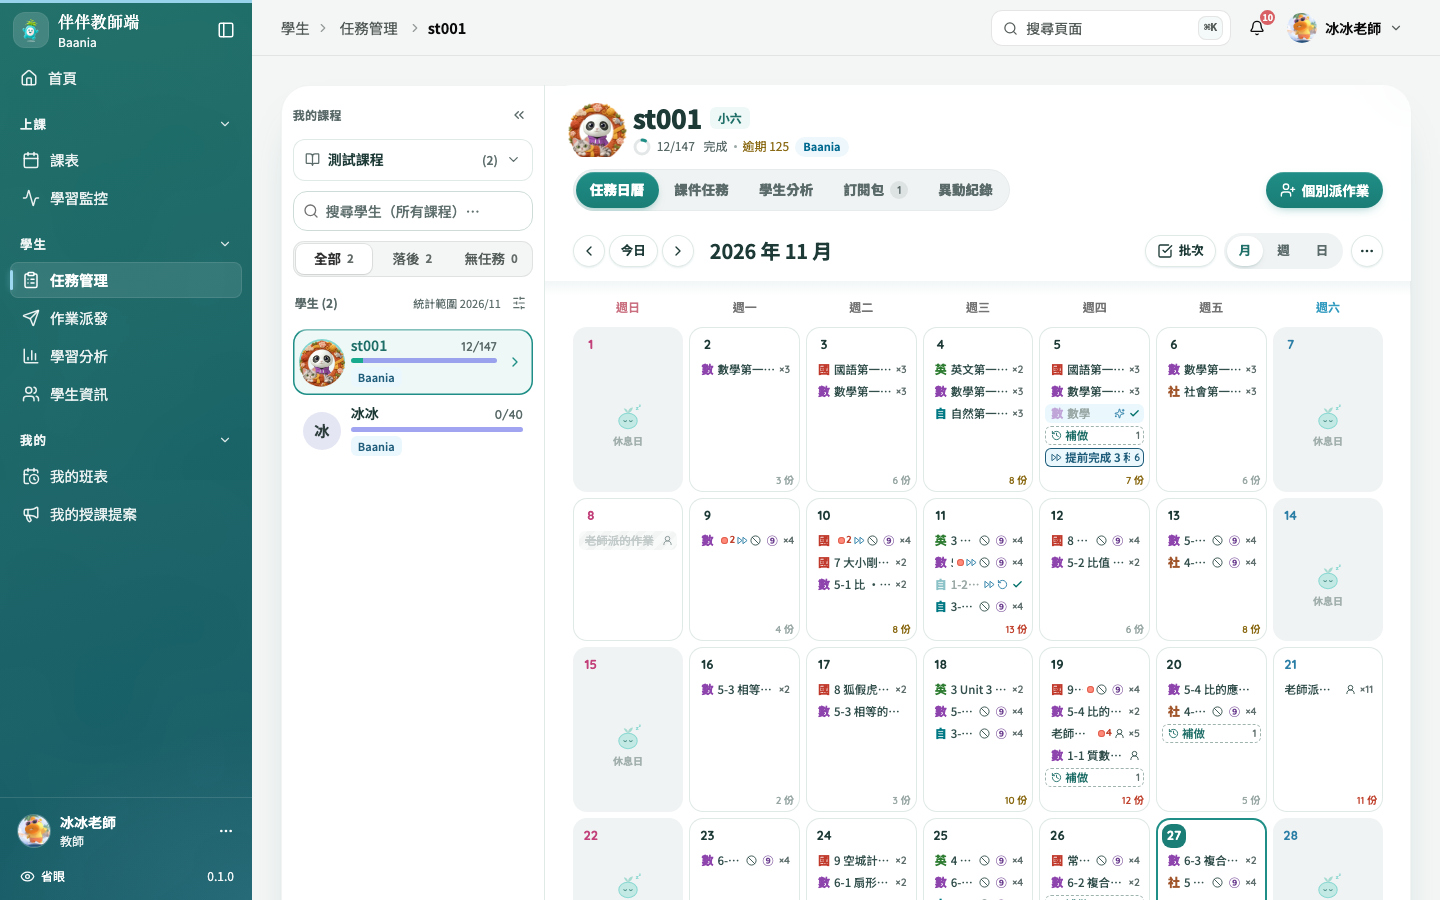 伴伴教師端
Baania
首頁
上課
課表
學習監控
學生
任務管理
作業派發
學習分析
學生資訊
我的
我的班表
我的授課提案
冰冰老師
教師
省眼
0.1.0
學生
任務管理
st001
搜尋頁面
⌘K
10
冰冰老師
我的課程
測試課程 (2)
搜尋學生（所有課程）…
全部 2
落後 2
無任務 0
學生 (2)
統計範圍 2026/11
st001 12/147
Baania
冰
冰冰 0/40
Baania
st001 小六
12/147 完成 • 逾期 125 Baania
任務日曆
課件任務
學生分析
訂閱包 1
異動紀錄
個別派作業
今日
2026 年 11 月
批次
月
週
日
週日 週一 週二 週三 週四 週五 週六
1
休息日
2
數 數學第一… ×3
3 份
3
國 國語第一… ×3
數 數學第一… ×3
6 份
4
英 英文第一… ×2
數 數學第一… ×3
自 自然第一… ×3
8 份
5
國 國語第一… ×3
數 數學第一… ×3
數 數學
補做 1
提前完成 3 科 6
7 份
6
數 數學第一… ×3
社 社會第一… ×3
6 份
7
休息日
8
老師派的作業
9
數 2 9 ×4
4 份
10
國 2 9 ×4
國 7 大小剛… ×2
數 5-1 比 ・… ×2
8 份
11
英 3 … 9 ×4
數 9 ×4
自 1-2…
自 3-… 9 ×4
13 份
12
國 8 … 9 ×4
數 5-2 比值 … ×2
6 份
13
數 5-… 9 ×4
社 4-… 9 ×4
8 份
14
休息日
15
休息日
16
數 5-3 相等… ×2
2 份
17
國 8 狐假虎… ×2
數 5-3 相等的…
3 份
18
英 3 Unit 3 … ×2
數 5-… 9 ×4
自 3-… 9 ×4
10 份
19
國 9… 9 ×4
數 5-4 比的… ×2
老師… 4 ×5
數 1-1 質數…
補做 1
12 份
20
數 5-4 比的應…
社 4-… 9 ×4
補做 1
5 份
21
老師派… ×11
11 份
22
23
數 6-… 9 ×4
24
國 9 空城計… ×2
數 6-1 扇形… ×2
25
英 4 … 9 ×4
數 6-… 9 ×4
26
國 常… 9 ×4
數 6-2 複合… ×2
27
數 6-3 複合… ×2
社 5 … 9 ×4
28